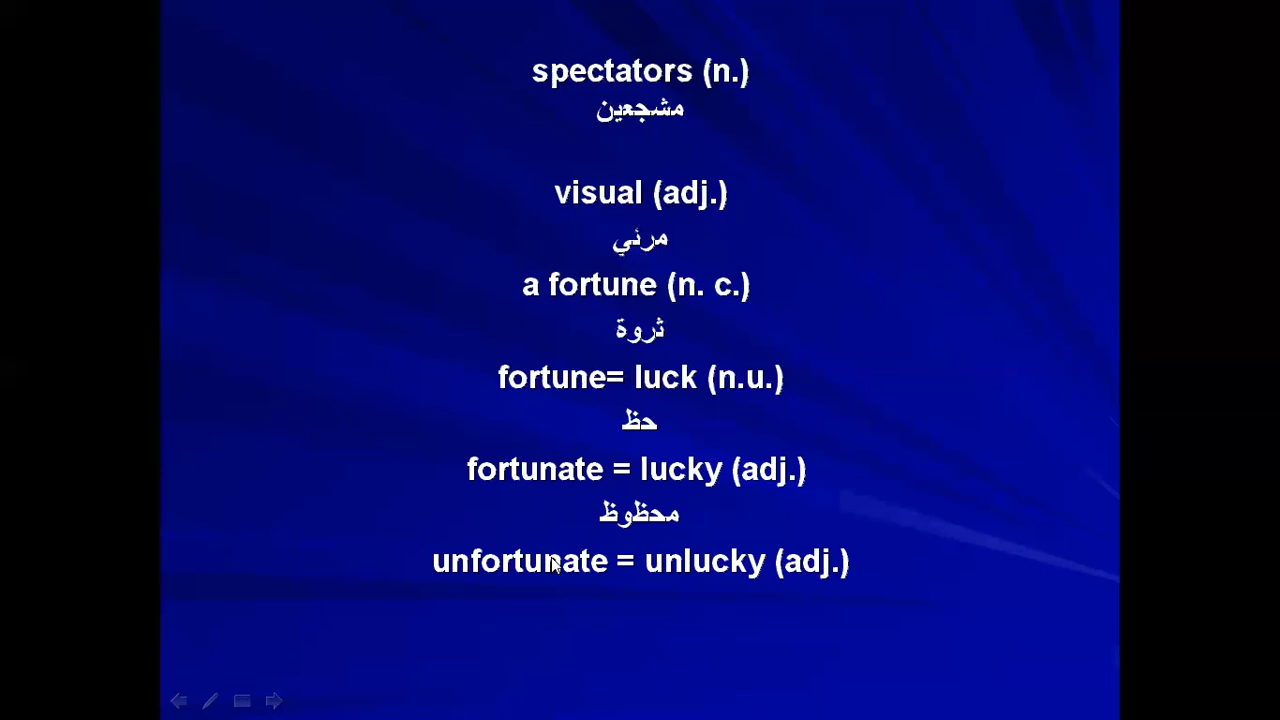 spectators (n.)
مشجعين
visual (adj.)
مرئي
a fortune (n. c.)
ثروة
fortune= luck (n.u.)
حظ
fortunate = lucky (adj.)
محظوظ
unfortunate = unlucky (adj.)